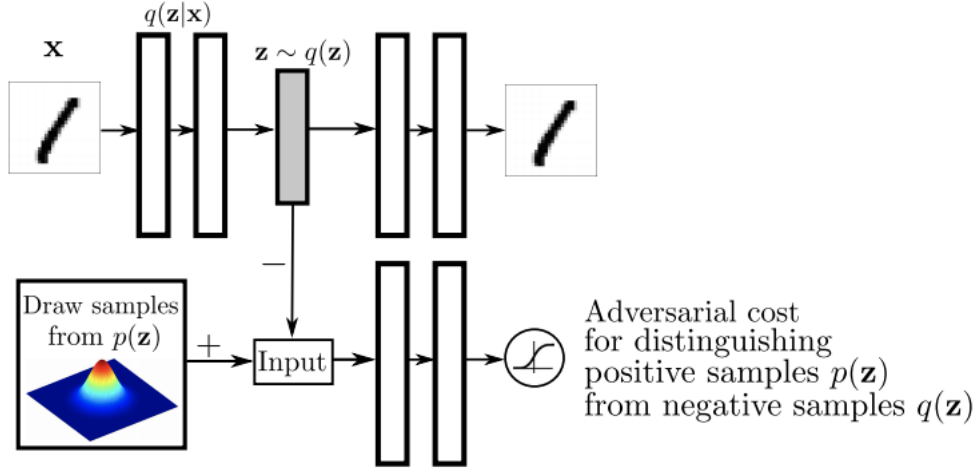 q(z|x)
x
z ∼ q(z)
−
Draw samples
from p(z)
+
Input
Adversarial cost
for distinguishing
positive samples p(z)
from negative samples q(z)